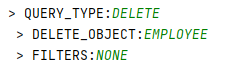 > QUERY_TYPE:DELETE
> DELETE_OBJECT:EMPLOYEE
> FILTERS:NONE